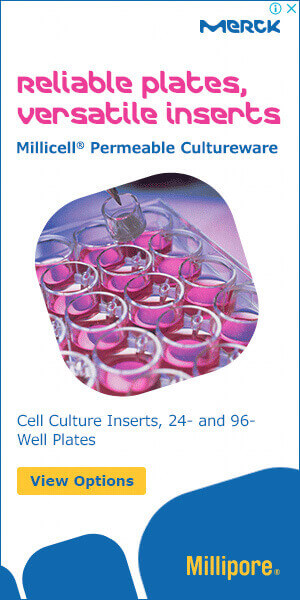 Merck
Reliable plates,
versatile inserts
Millicell® Permeable Cultureware
Cell Culture Inserts, 24- and 96-
Well Plates
View Options
Millipore®